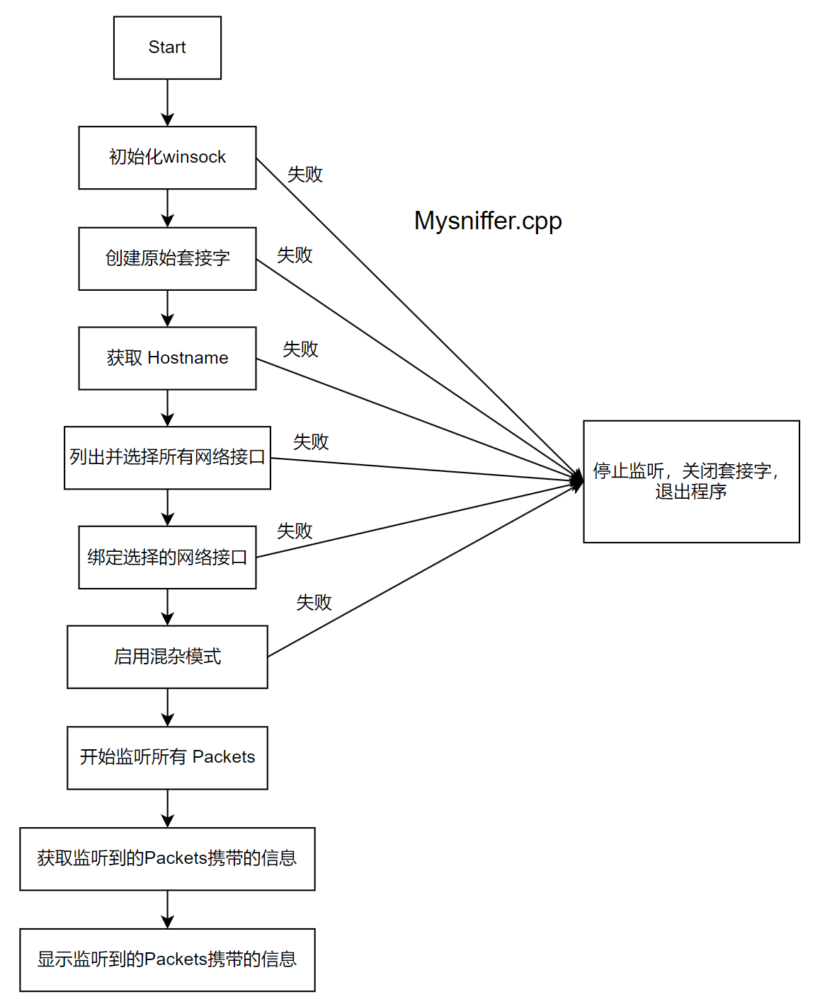 Start
初始化winsock
失败
Mysniffer.cpp
创建原始套接字
失败
获取 Hostname
失败
列出并选择所有网络接口
失败
停止监听，关闭套接字，
退出程序
绑定选择的网络接口
失败
启用混杂模式
失败
开始监听所有 Packets
获取监听到的Packets携带的信息
显示监听到的Packets携带的信息